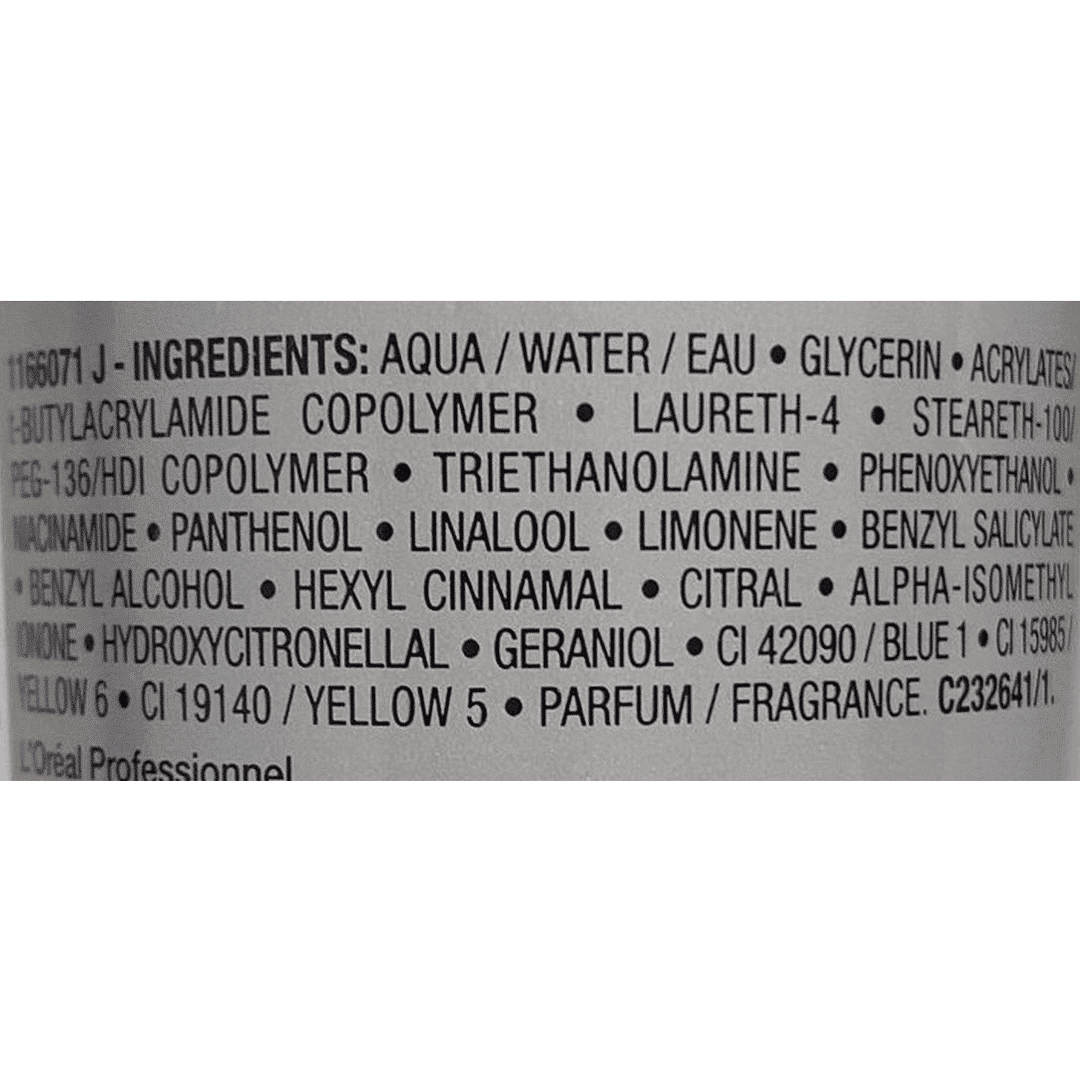 1166071 J - INGREDIENTS: AQUA / WATER / EAU • GLYCERIN • ACRYLATES/
t-BUTYLACRYLAMIDE COPOLYMER • LAURETH-4 • STEARETH-100/
PEG-136/HDI COPOLYMER • TRIETHANOLAMINE • PHENOXYETHANOL •
NIACINAMIDE • PANTHENOL • LINALOOL • LIMONENE • BENZYL SALICYLATE
• BENZYL ALCOHOL • HEXYL CINNAMAL • CITRAL • ALPHA-ISOMETHYL
IONONE • HYDROXYCITRONELLAL • GERANIOL • CI 42090 / BLUE 1 • CI 15985 /
YELLOW 6 • CI 19140 / YELLOW 5 • PARFUM / FRAGRANCE. C232641/1.
L'Oréal Professionnel